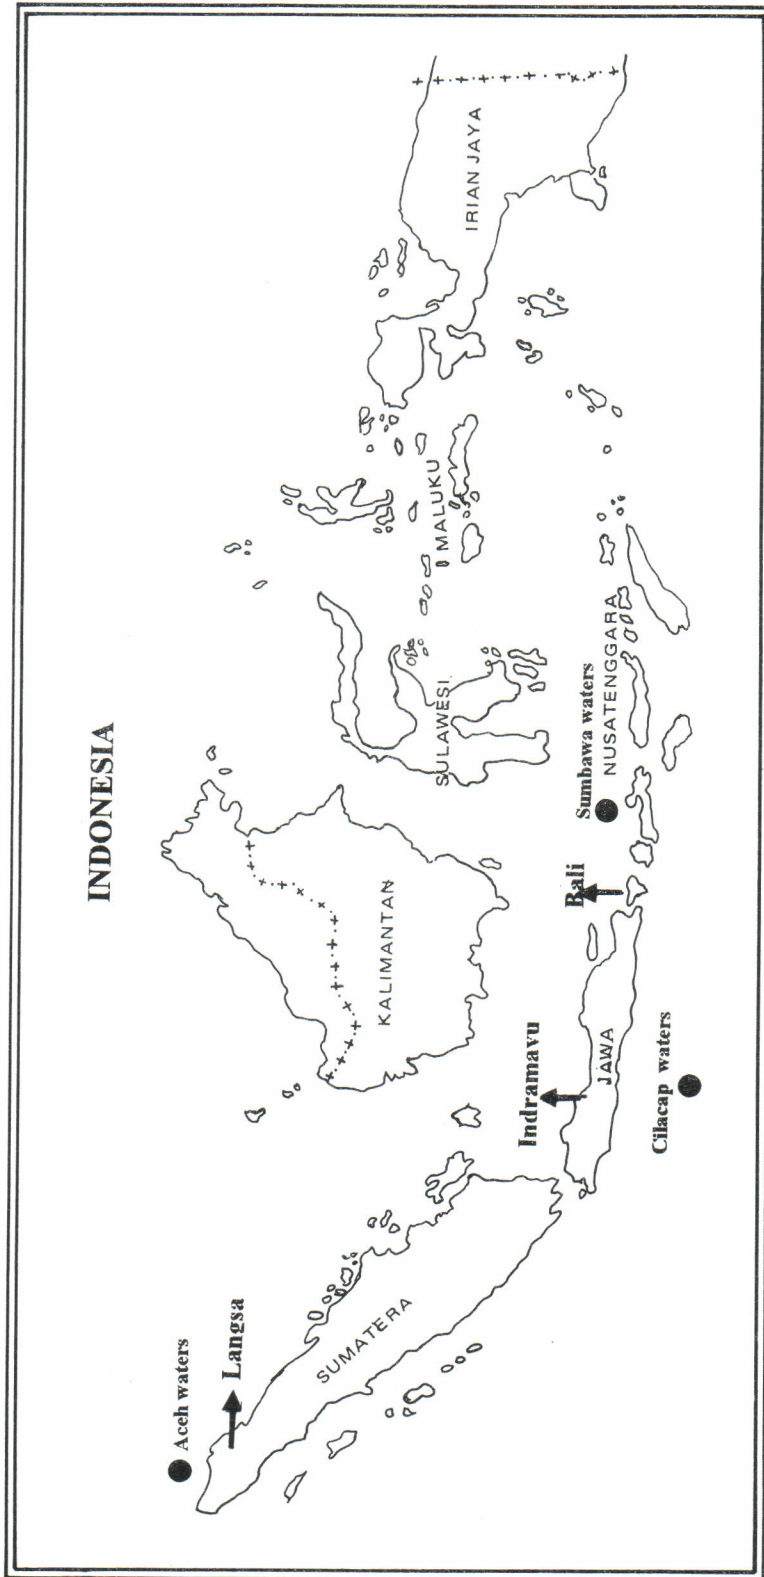 INDONESIA
Aceh waters
Langsa
SUMATERA
KALIMANTAN
SULAWESI
MALUKU
IRIAN JAYA
Indramavu
JAWA
Cilacap waters
Bali
Sumbawa waters
NUSATENGGARA